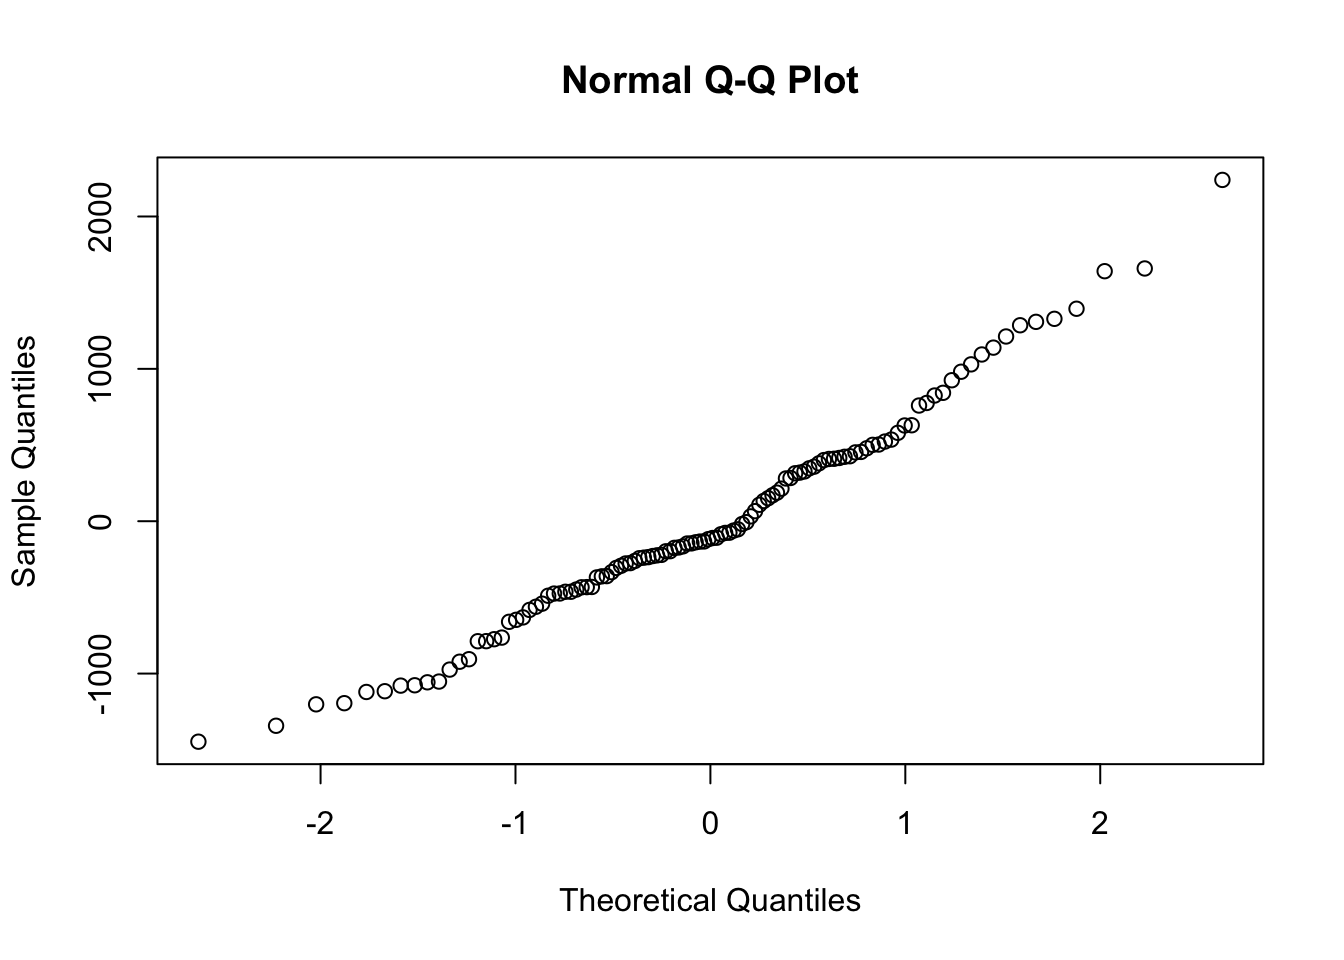 Normal Q-Q Plot
Sample Quantiles
2000
1000
0
-1000
-2 -1 0 1 2
Theoretical Quantiles